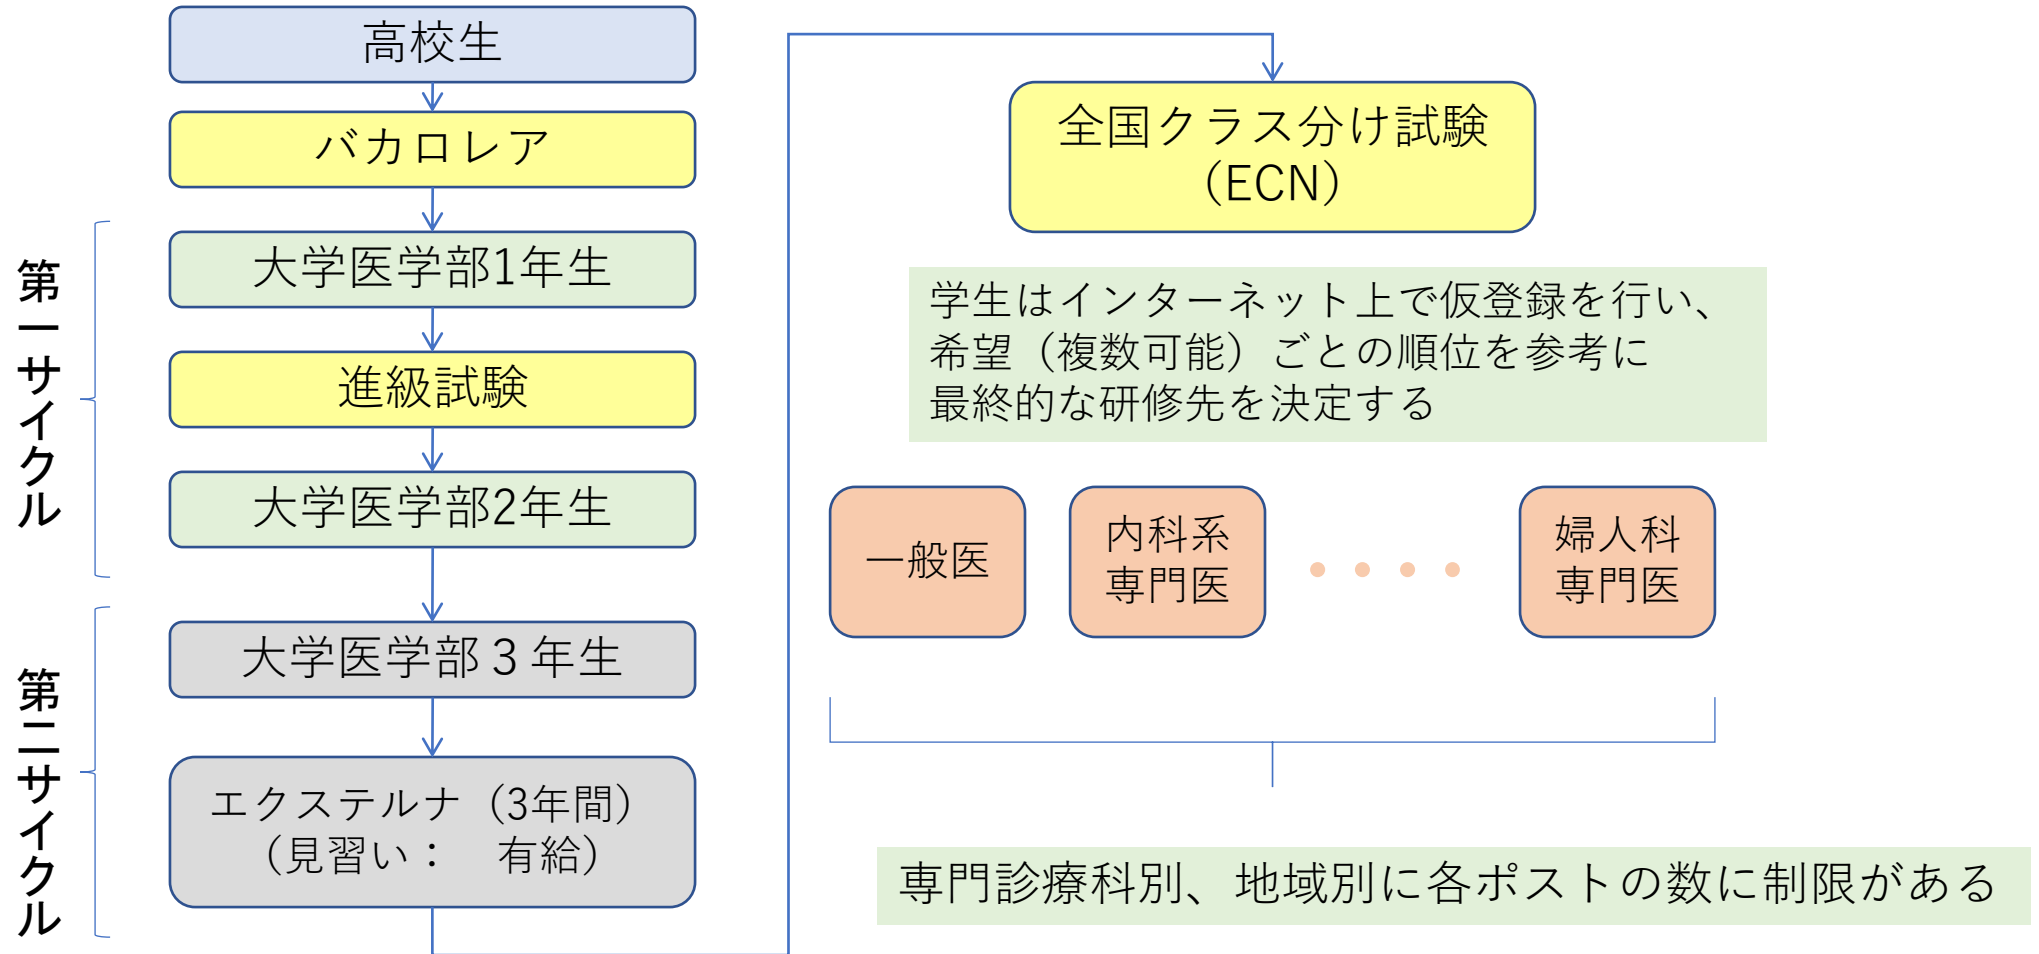 高校生
バカロレア
第一サイクル
大学医学部1年生
進級試験
大学医学部2年生
第二サイクル
大学医学部３年生
エクステルナ（3年間）
（見習い：　有給）
全国クラス分け試験
（ECN）
学生はインターネット上で仮登録を行い、
希望（複数可能）ごとの順位を参考に
最終的な研修先を決定する
一般医
内科系
専門医
婦人科
専門医
専門診療科別、地域別に各ポストの数に制限がある